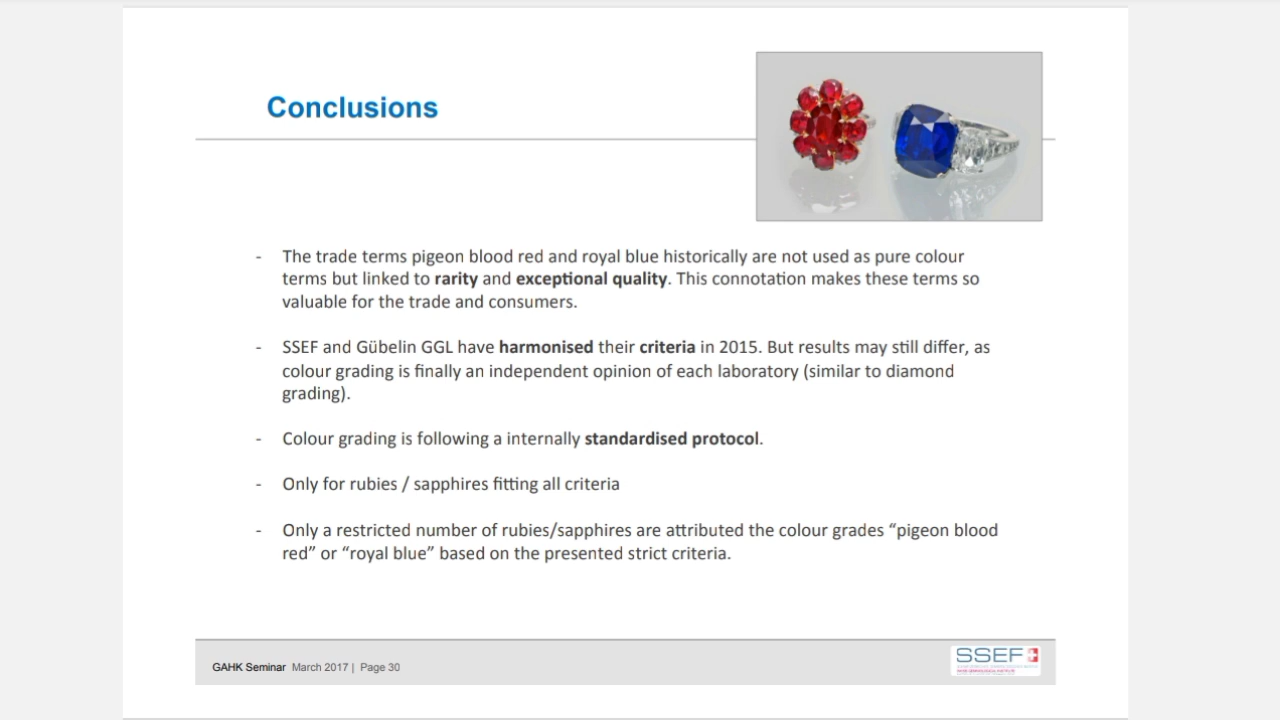 Conclusions
- The trade terms pigeon blood red and royal blue historically are not used as pure colour
terms but linked to rarity and exceptional quality. This connotation makes these terms so
valuable for the trade and consumers.
- SSEF and Gübelin GGL have harmonised their criteria in 2015. But results may still differ, as
colour grading is finally an independent opinion of each laboratory (similar to diamond
grading).
- Colour grading is following a internally standardised protocol.
- Only for rubies / sapphires fitting all criteria
- Only a restricted number of rubies/sapphires are attributed the colour grades “pigeon blood
red” or “royal blue” based on the presented strict criteria.
GAHK Seminar March 2017 | Page 30
SSEF